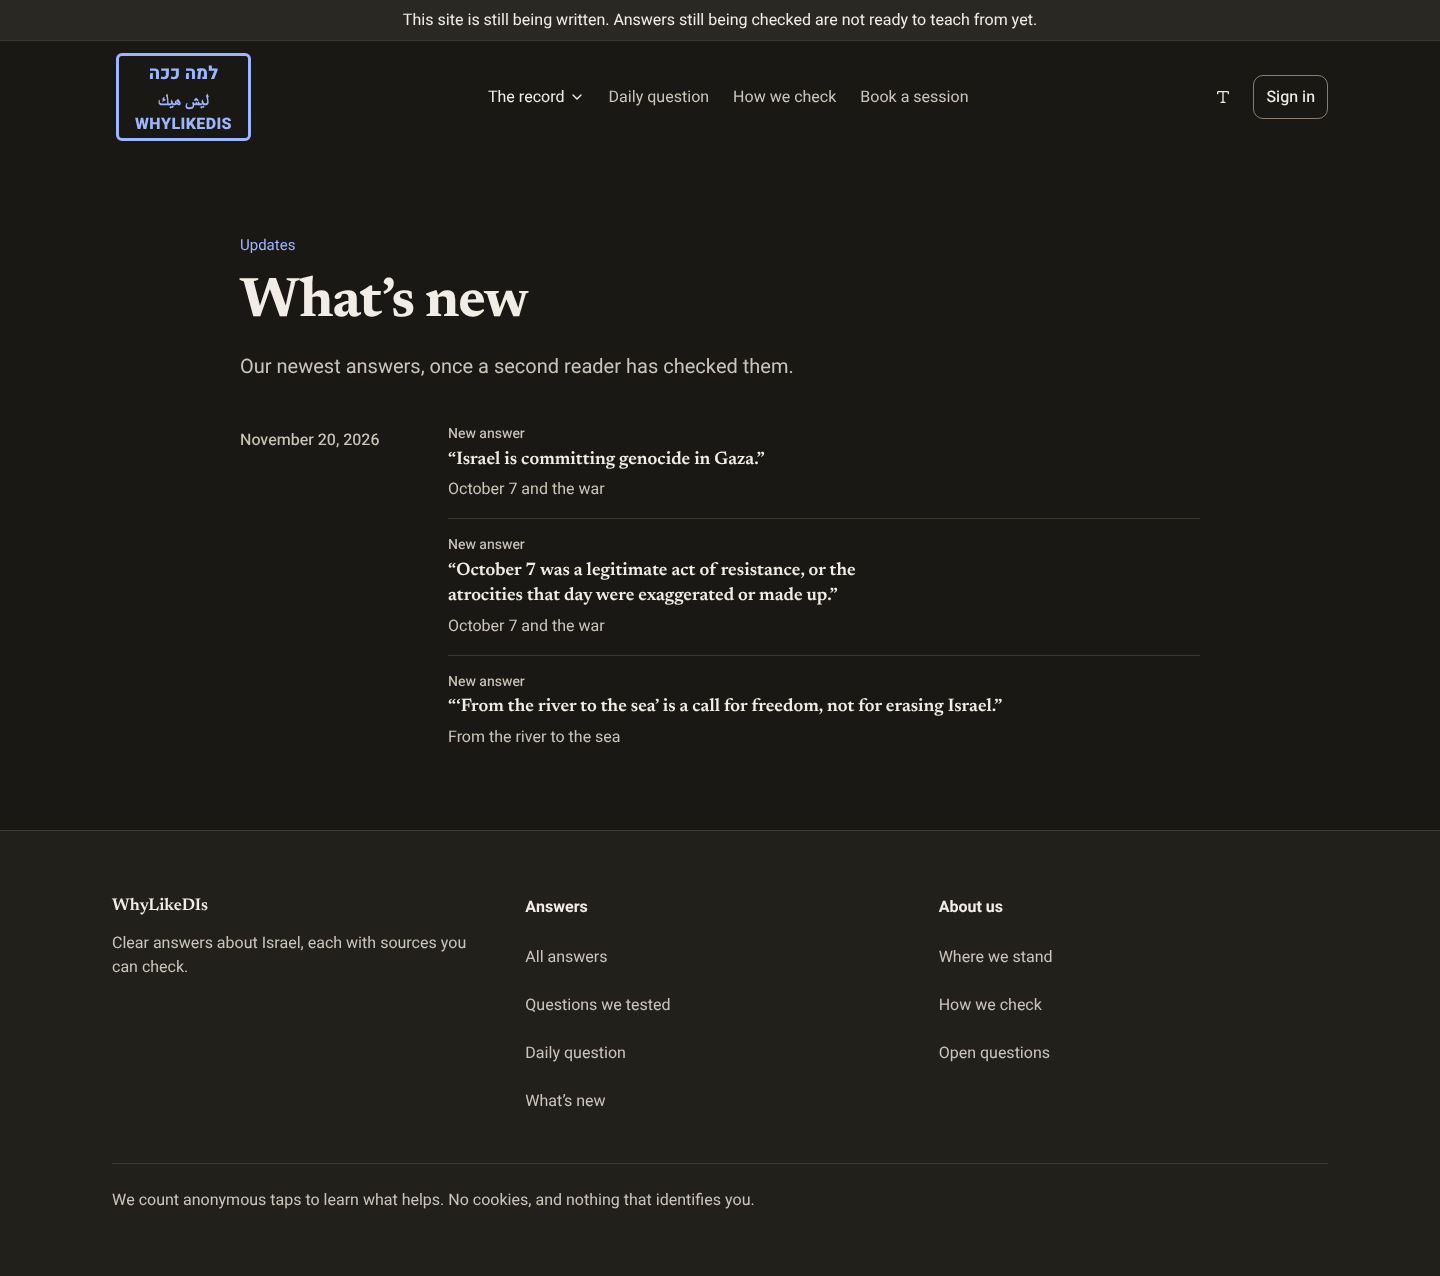 This site is still being written. Answers still being checked are not ready to teach from yet.
למה ככה
ليش هيك
WHYLIKEDIS
The record
Daily question
How we check
Book a session
T
Sign in
Updates
What’s new
Our newest answers, once a second reader has checked them.
November 20, 2026
New answer
“Israel is committing genocide in Gaza.”
October 7 and the war
New answer
“October 7 was a legitimate act of resistance, or the
atrocities that day were exaggerated or made up.”
October 7 and the war
New answer
“‘From the river to the sea’ is a call for freedom, not for erasing Israel.”
From the river to the sea
WhyLikeDIs
Clear answers about Israel, each with sources you
can check.
Answers
All answers
Questions we tested
Daily question
What’s new
About us
Where we stand
How we check
Open questions
We count anonymous taps to learn what helps. No cookies, and nothing that identifies you.